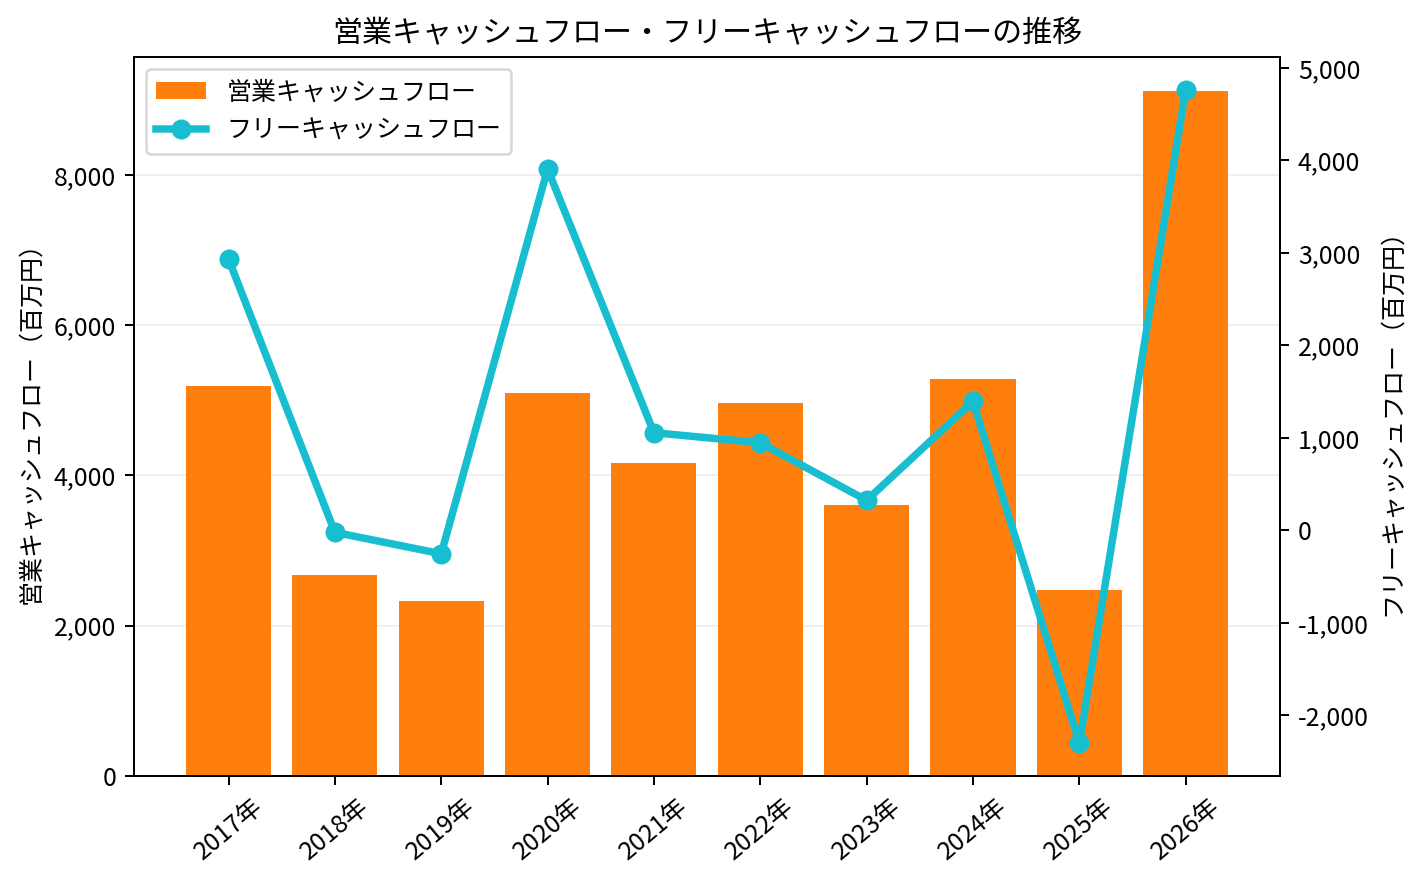 営業キャッシュフロー・フリーキャッシュフローの推移
営業キャッシュフロー
フリーキャッシュフロー
営業キャッシュフロー（百万円）
8,000
6,000
4,000
2,000
0
5,000
4,000
3,000
2,000
1,000
0
-1,000
-2,000
フリーキャッシュフロー（百万円）
2017年
2018年
2019年
2020年
2021年
2022年
2023年
2024年
2025年
2026年